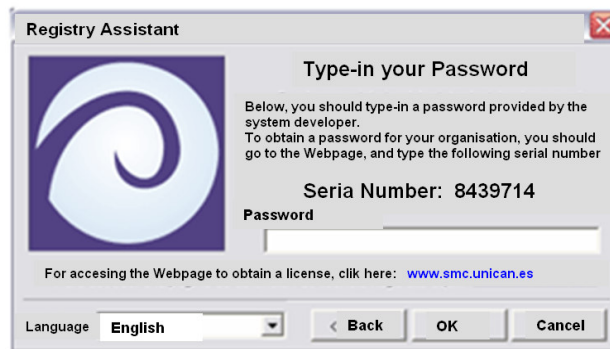 Registry Assistant
Type-in your Password
Below, you should type-in a password provided by the
system developer.
To obtain a password for your organisation, you should
go to the Webpage, and type the following serial number
Seria Number: 8439714
Password
For accesing the Webpage to obtain a license, clik here: www.smc.unican.es
Language English < Back OK Cancel